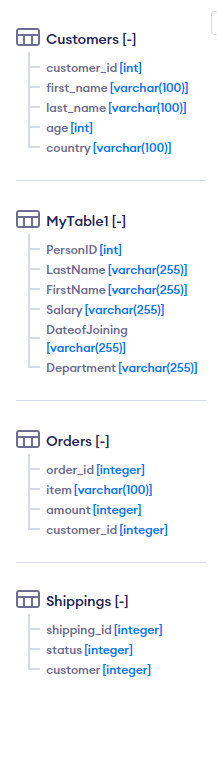 Customers [-]
customer_id [int]
first_name [varchar(100)]
last_name [varchar(100)]
age [int]
country [varchar(100)]
MyTable1 [-]
PersonID [int]
LastName [varchar(255)]
FirstName [varchar(255)]
Salary [varchar(255)]
DateofJoining
[varchar(255)]
Department [varchar(255)]
Orders [-]
order_id [integer]
item [varchar(100)]
amount [integer]
customer_id [integer]
Shippings [-]
shipping_id [integer]
status [integer]
customer [integer]